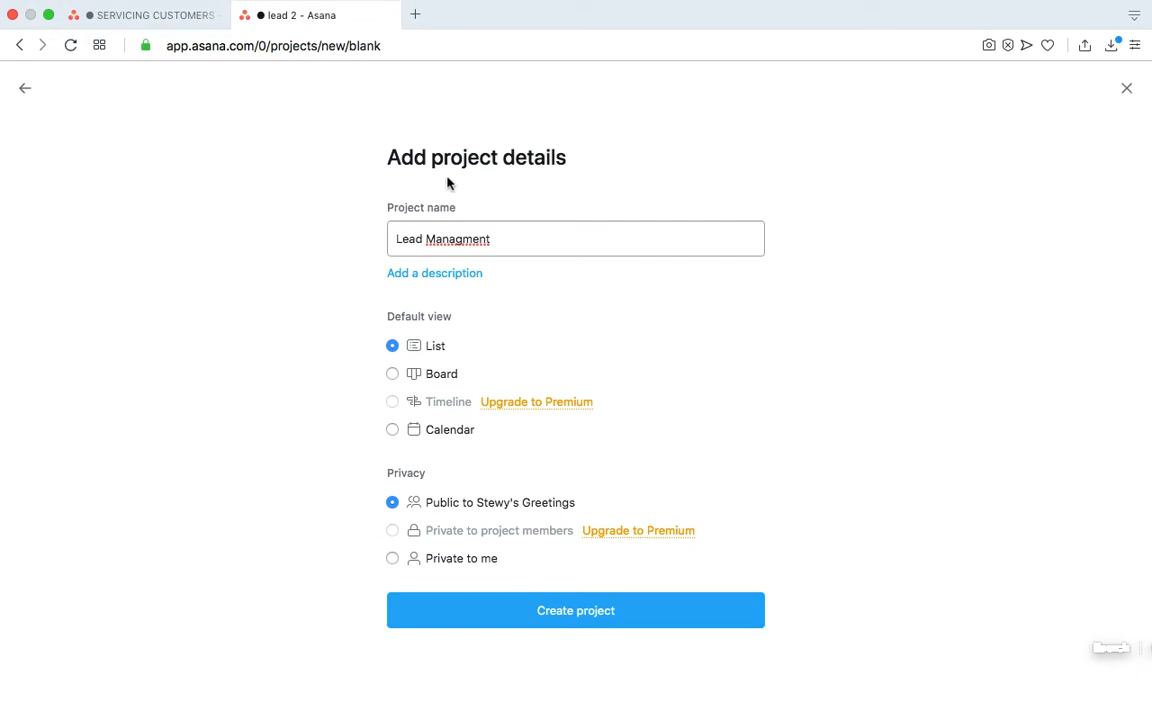 SERVICING CUSTOMERS
lead 2 - Asana
app.asana.com/0/projects/new/blank
Add project details
Project name
Lead Managment
Add a description
Default view
List
Board
Timeline Upgrade to Premium
Calendar
Privacy
Public to Stewy's Greetings
Private to project members Upgrade to Premium
Private to me
Create project